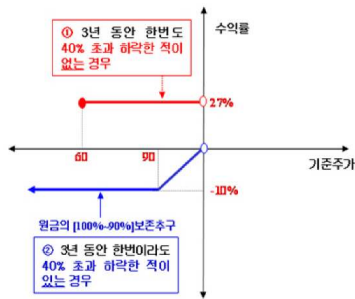 수익률
① 3년 동안 한번도
40% 초과 하락한 적이
없는 경우
27%
60
90
기준주가
-10%
원금의 [100%~90%]보존추구
② 3년 동안 한번이라도
40% 초과 하락한 적이
있는 경우